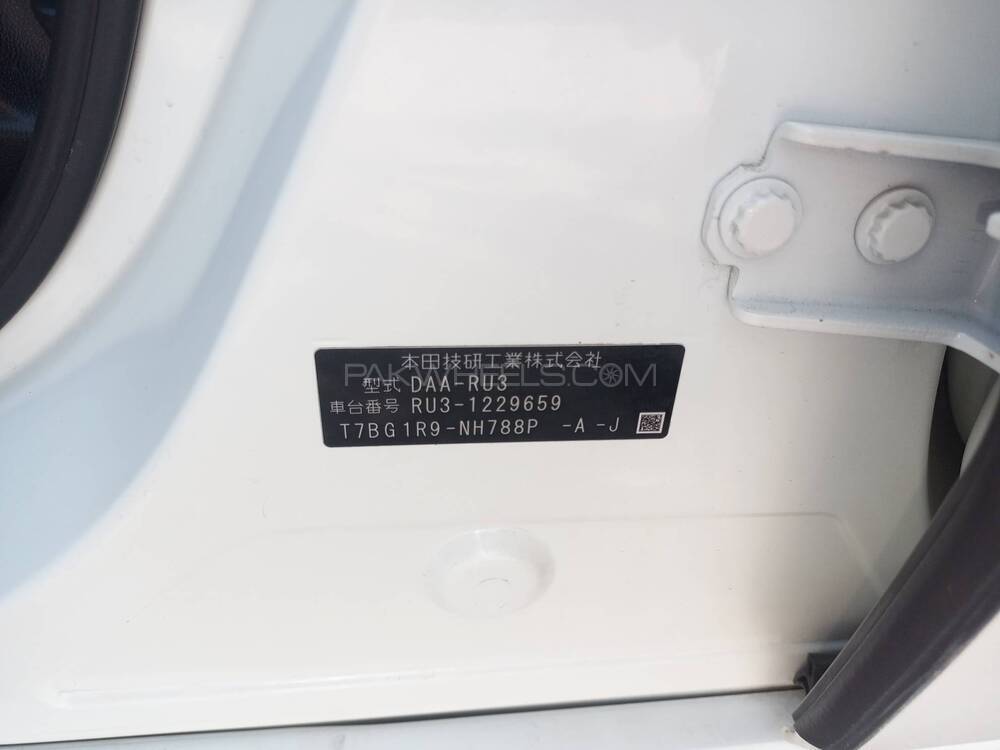 本田技研工業株式会社
型式 DAA-RU3
車台番号 RU3-1229659
T7BG1R9-NH788P -A -J
PAKWHEELS.COM